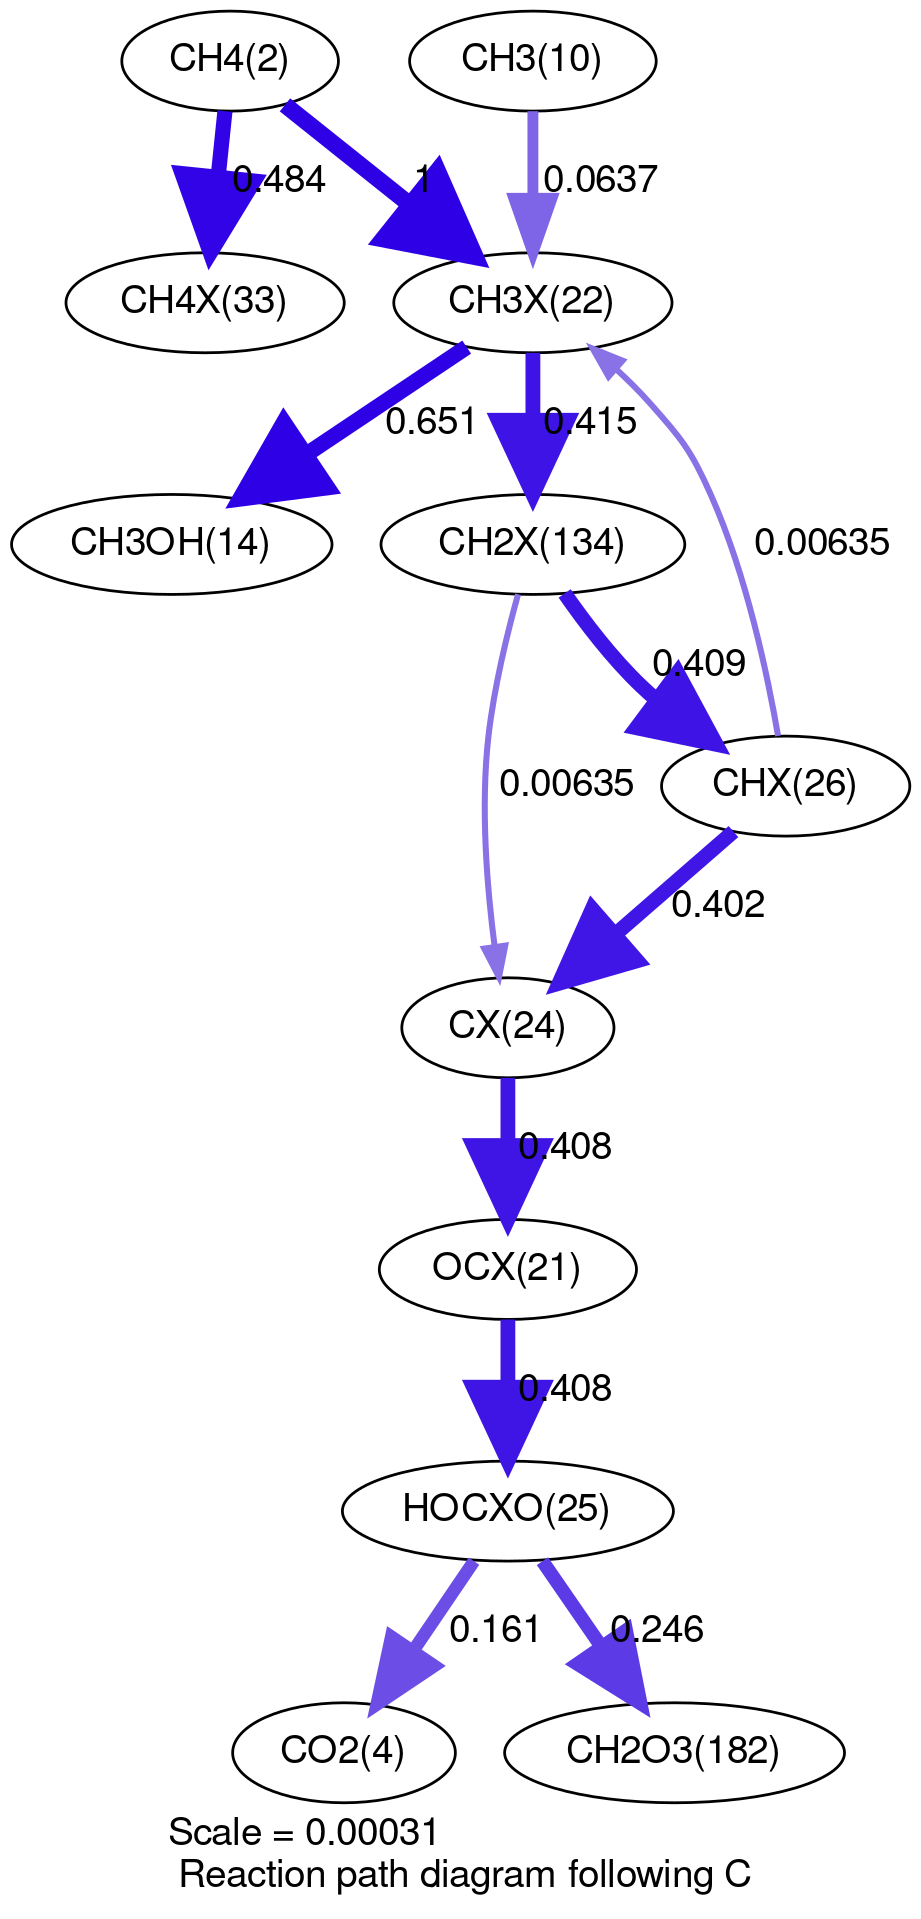 CH4(2)
CH3(10)
0.484
1
0.0637
CH4X(33)
CH3X(22)
0.651
0.415
CH3OH(14)
CH2X(134)
0.00635
0.409
0.00635
CHX(26)
0.402
CX(24)
0.408
OCX(21)
0.408
HOCXO(25)
0.161
0.246
CO2(4)
CH2O3(182)
Scale = 0.00031
Reaction path diagram following C